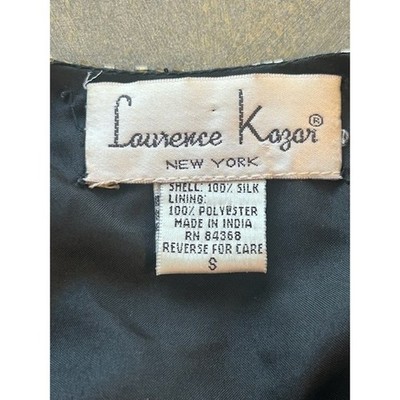 Laurence Kazar®
NEW YORK
SHELL: 100% SILK
LINING:
100% POLYESTER
MADE IN INDIA
RN 84368
REVERSE FOR CARE
S